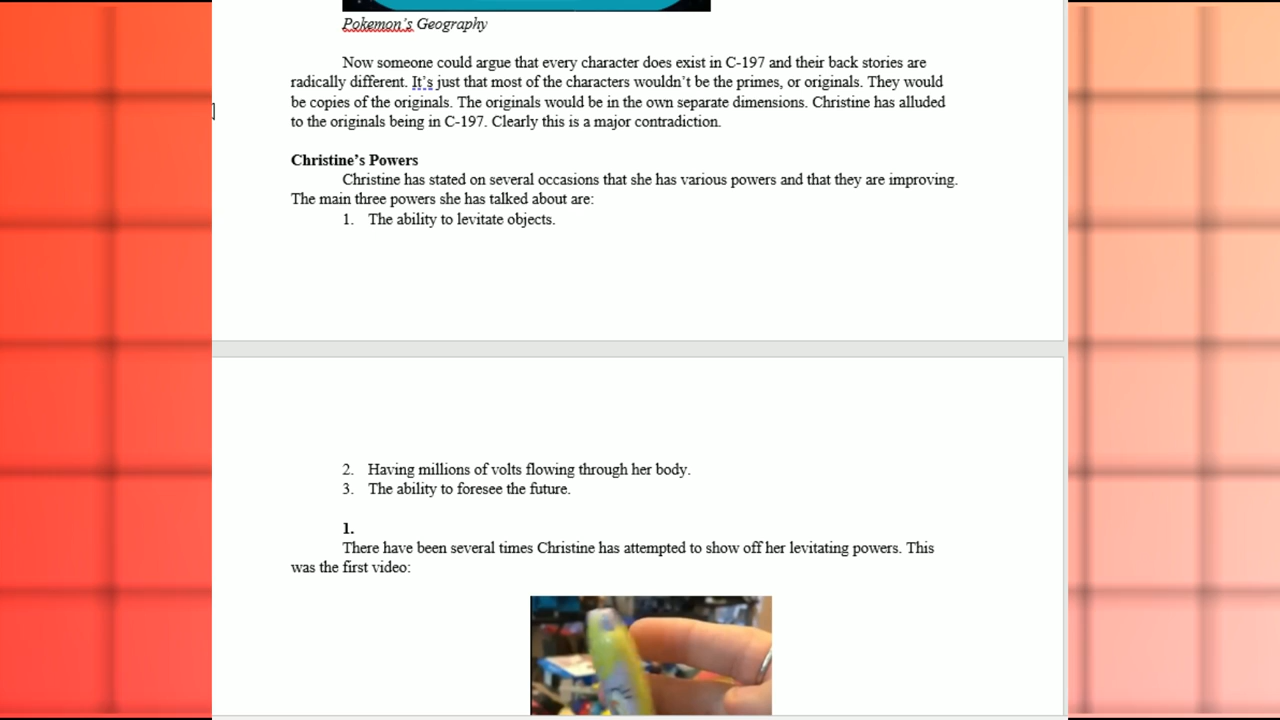 Pokemon's Geography
Now someone could argue that every character does exist in C-197 and their back stories are
radically different. It's just that most of the characters wouldn't be the primes, or originals. They would
be copies of the originals. The originals would be in the own separate dimensions. Christine has alluded
to the originals being in C-197. Clearly this is a major contradiction.
Christine's Powers
Christine has stated on several occasions that she has various powers and that they are improving.
The main three powers she has talked about are:
1. The ability to levitate objects.
2. Having millions of volts flowing through her body.
3. The ability to foresee the future.
1.
There have been several times Christine has attempted to show off her levitating powers. This
was the first video: